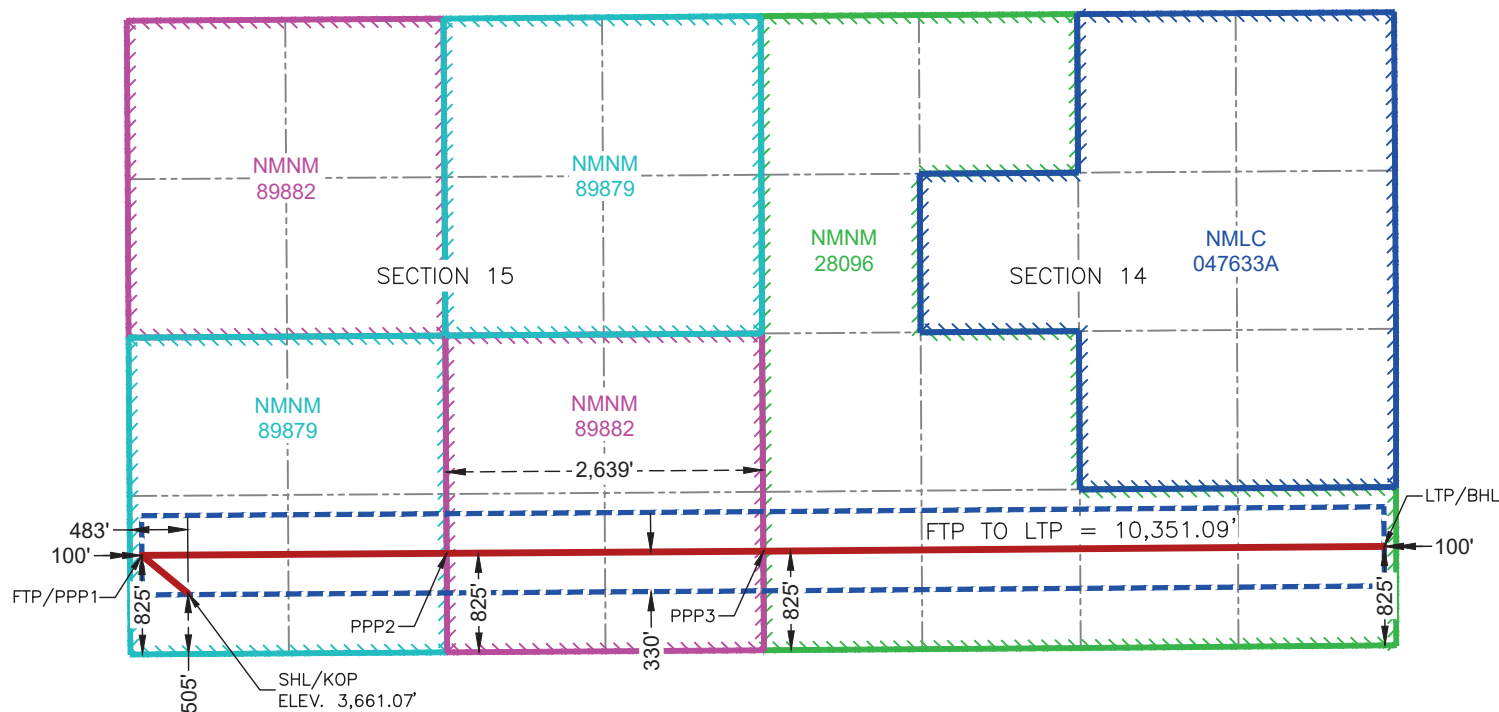 NMNM
89882
NMNM
89879
NMNM
28096
NMLC
047633A
SECTION 15
SECTION 14
NMNM
89879
NMNM
89882
2,639'
LTP/BHL
483'
FTP TO LTP = 10,351.09'
100'
100'
FTP/PPP1
825'
PPP2
825'
PPP3
825'
825'
330'
505'
SHL/KOP
ELEV. 3,661.07'